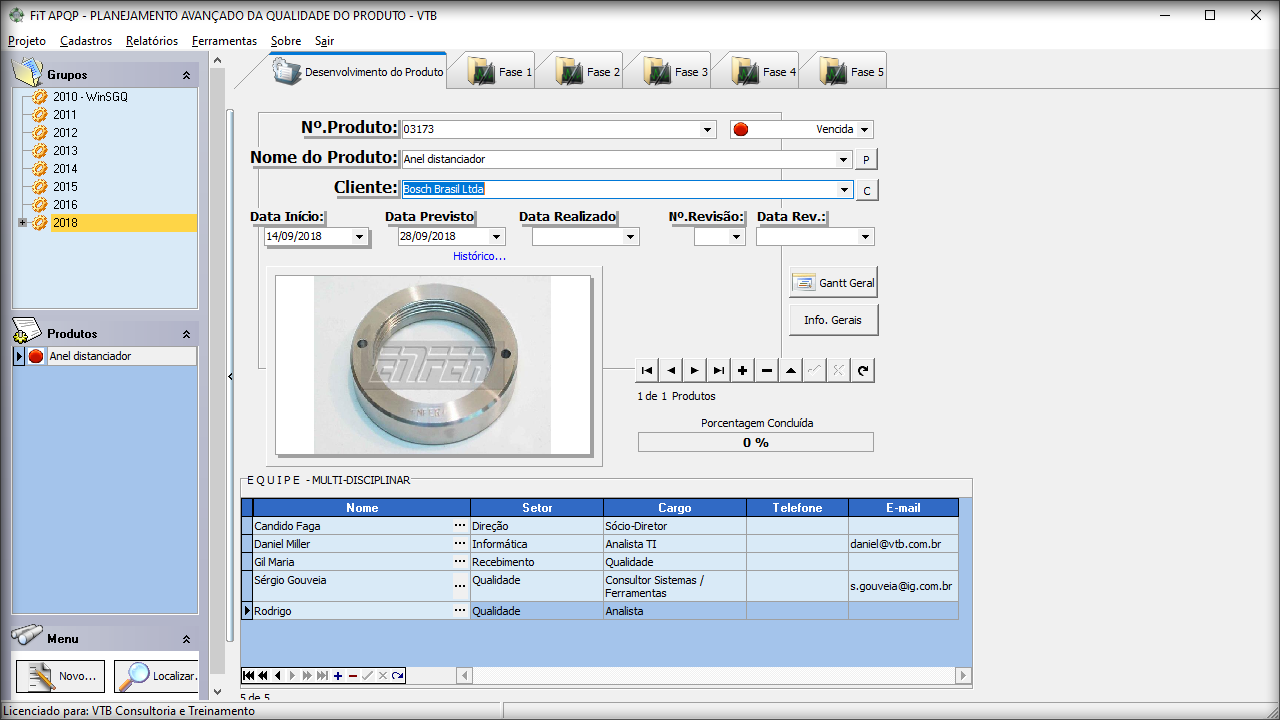 FiT APQP - PLANEJAMENTO AVANÇADO DA QUALIDADE DO PRODUTO - VTB
Projeto Cadastros Relatórios Ferramentas Sobre Sair
Grupos
2010 - WinSGQ
2011
2012
2013
2014
2015
2016
2018
Produtos
Anel distanciador
Menu
Novo...
Localizar.
Desenvolvimento do Produto Fase 1 Fase 2 Fase 3 Fase 4 Fase 5
Nº.Produto: 03173 Vencida
Nome do Produto: Anel distanciador P
Cliente: Bosch Brasil Ltda C
Data Início: Data Previsto Data Realizado Nº.Revisão: Data Rev.:
14/09/2018 28/09/2018
Histórico...
ENFER
ENFER
Gantt Geral
Info. Gerais
1 de 1 Produtos
Porcentagem Concluída
0 %
E Q U I P E - MULTI-DISCIPLINAR
Nome Setor Cargo Telefone E-mail
Candido Faga ... Direção Sócio-Diretor
Daniel Miller ... Informática Analista TI daniel@vtb.com.br
Gil Maria ... Recebimento Qualidade
Sérgio Gouveia ... Qualidade Consultor Sistemas / Ferramentas s.gouveia@ig.com.br
Rodrigo ... Qualidade Analista
5 de 5
Licenciado para: VTB Consultoria e Treinamento